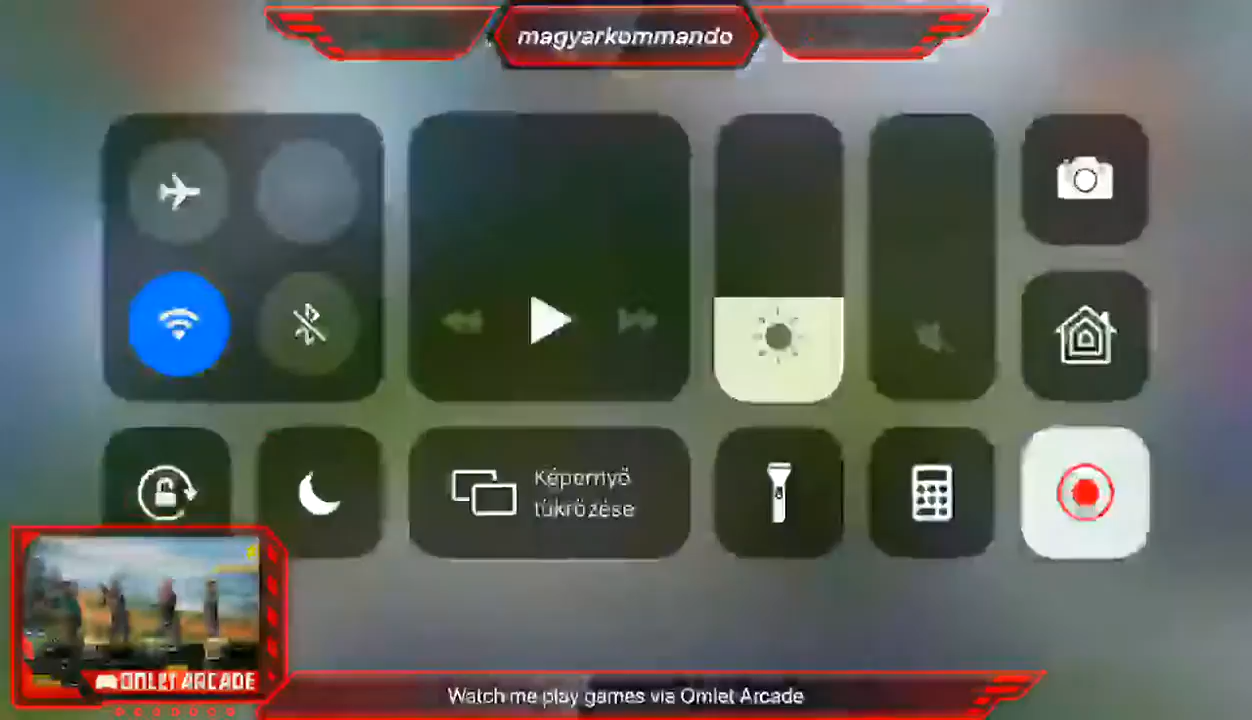 magyarkommando
Képernyő
tükrözése
OMLET ARCADE
Watch me play games via Omlet Arcade